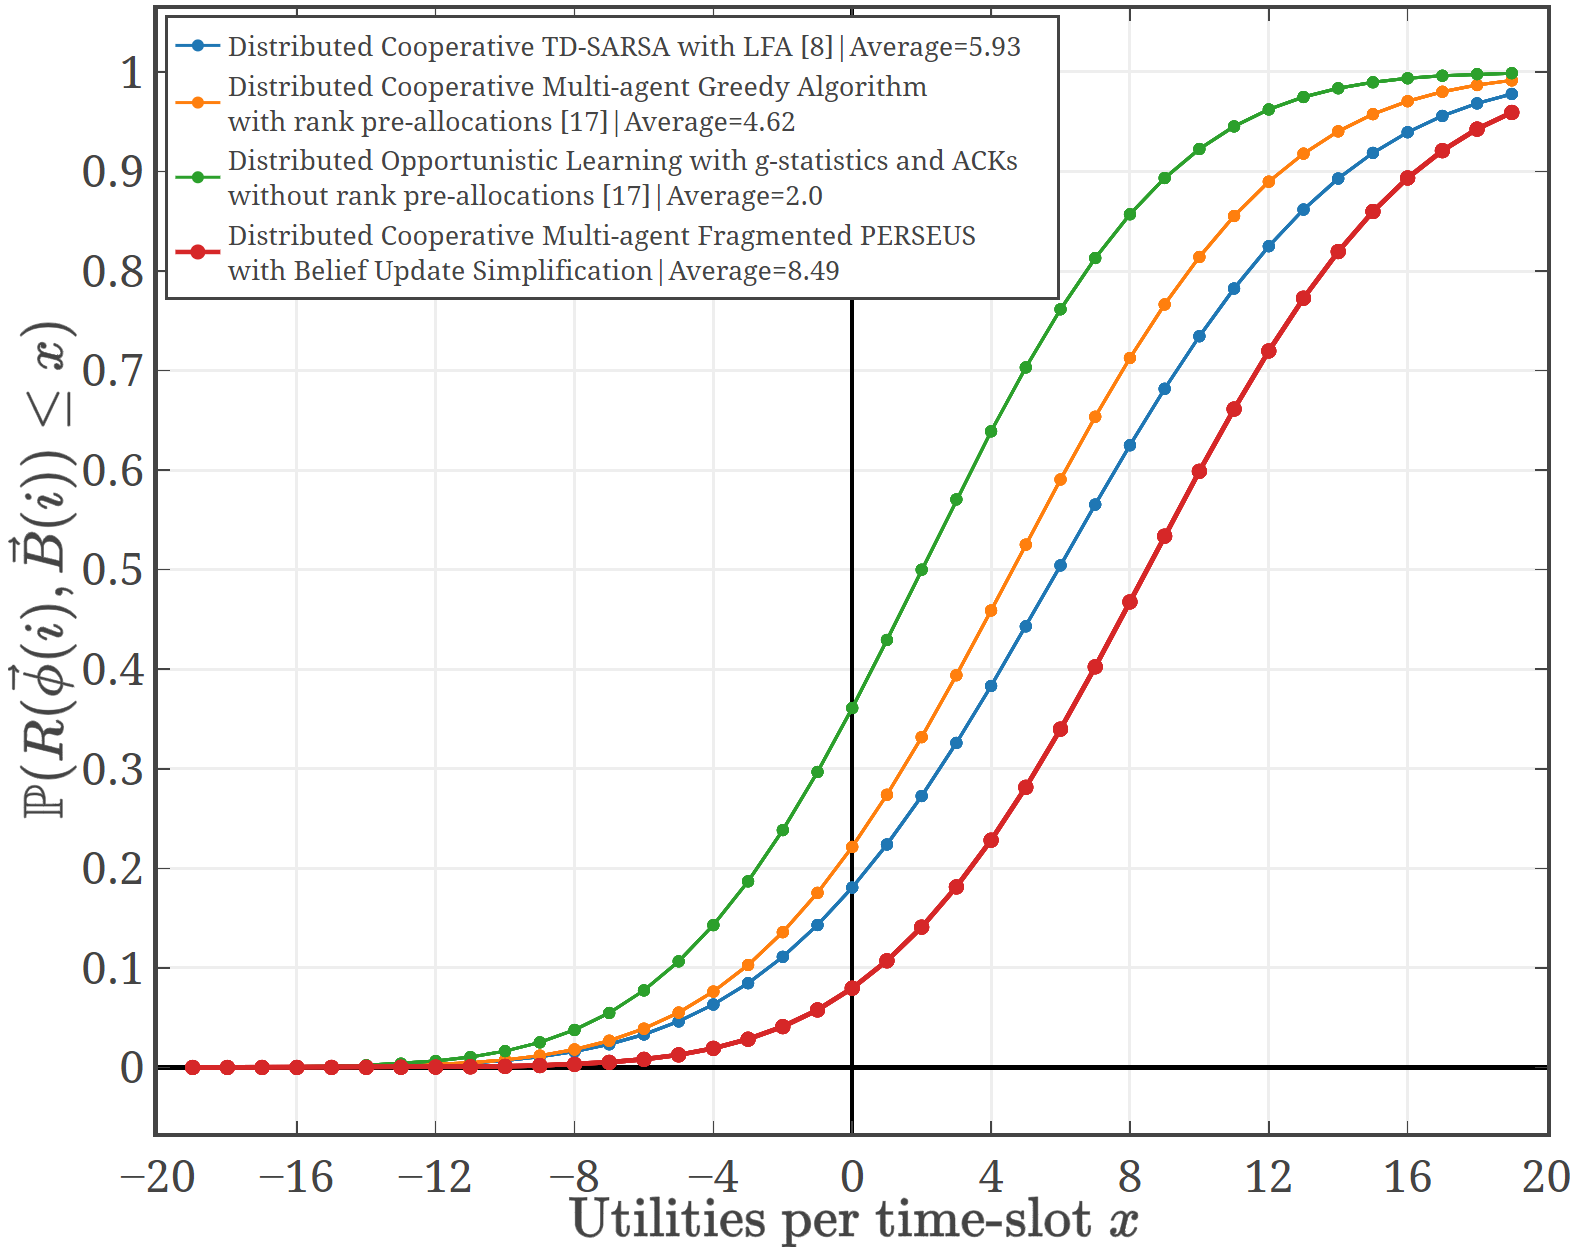 Distributed Cooperative TD-SARSA with LFA [8]|Average=5.93
Distributed Cooperative Multi-agent Greedy Algorithm
with rank pre-allocations [17]|Average=4.62
Distributed Opportunistic Learning with g-statistics and ACKs
without rank pre-allocations [17]|Average=2.0
Distributed Cooperative Multi-agent Fragmented PERSEUS
with Belief Update Simplification|Average=8.49
1
0.9
0.8
0.7
0.6
0.5
0.4
0.3
0.2
0.1
0
ℙ(R(\vec{ϕ}(i), \vec{B}(i)) ≤ x)
−20 −16 −12 −8 −4 0 4 8 12 16 20
Utilities per time-slot x